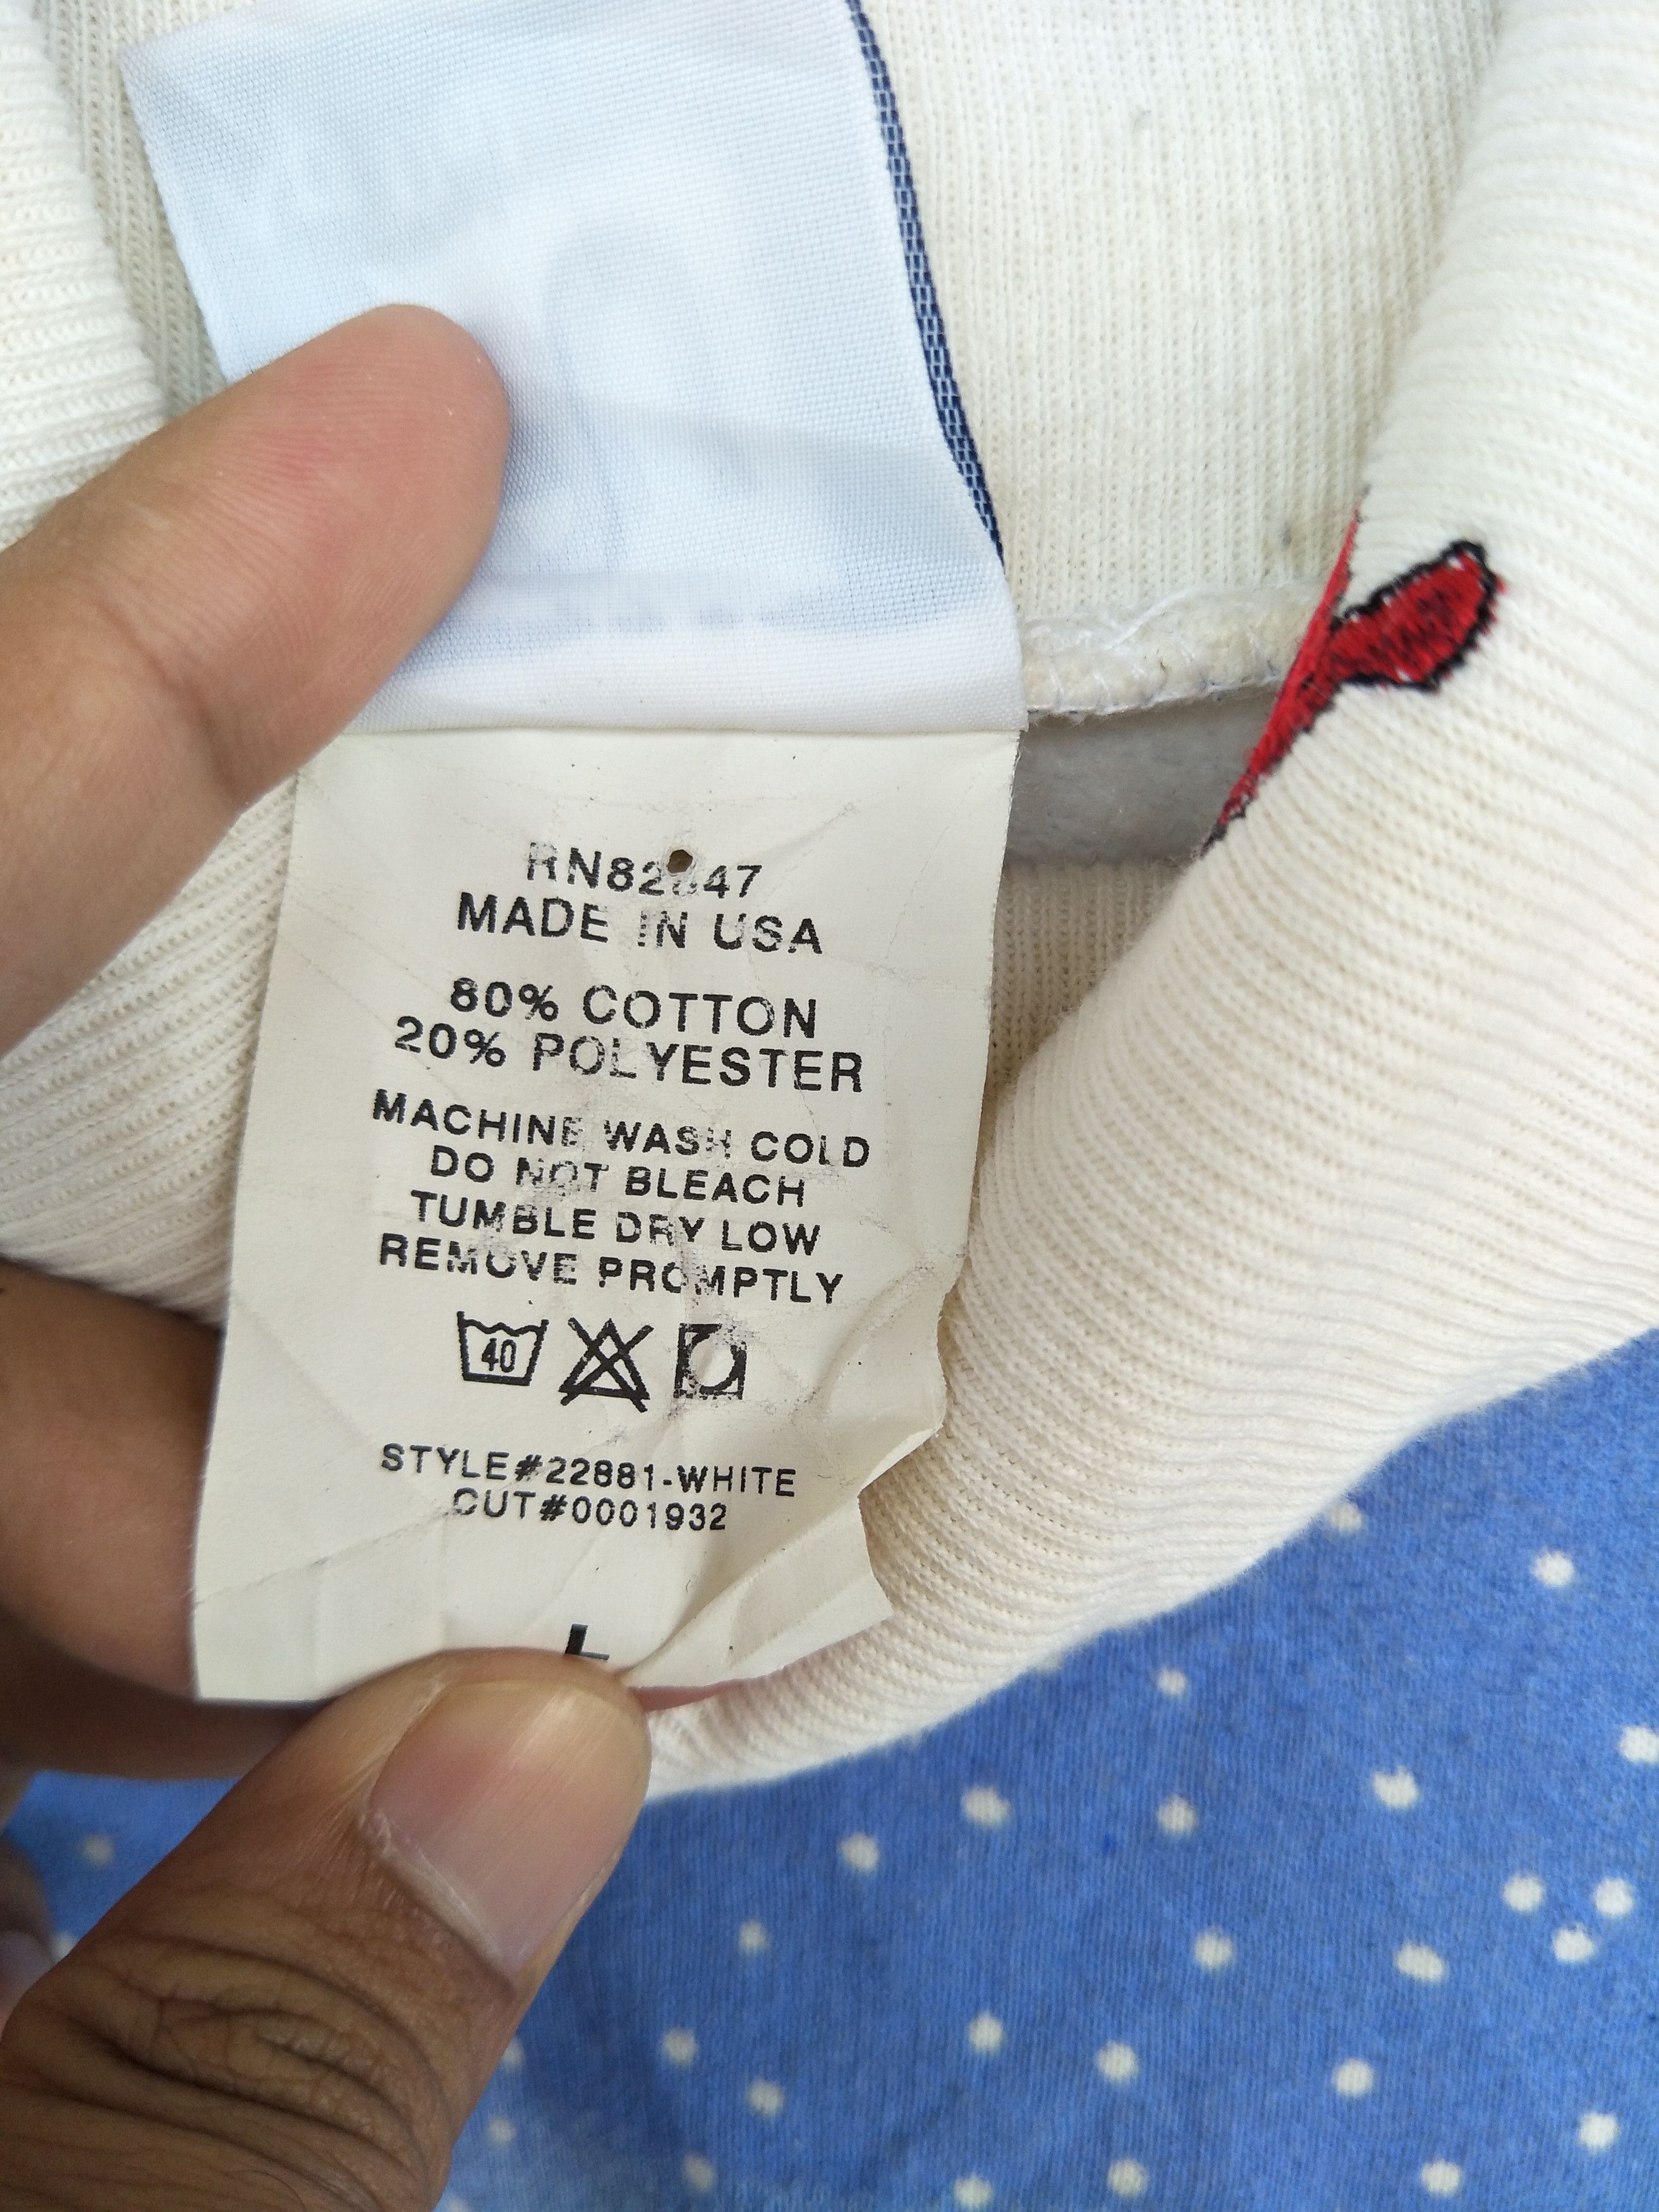 MADE IN USA
80% COTTON
20% POLYESTER
MACHINE WASH COLD
DO NOT BLEACH
TUMBLE DRY LOW
REMOVE PROMPTLY
40
STYLE#22881-WHITE
CUT#0001932
L